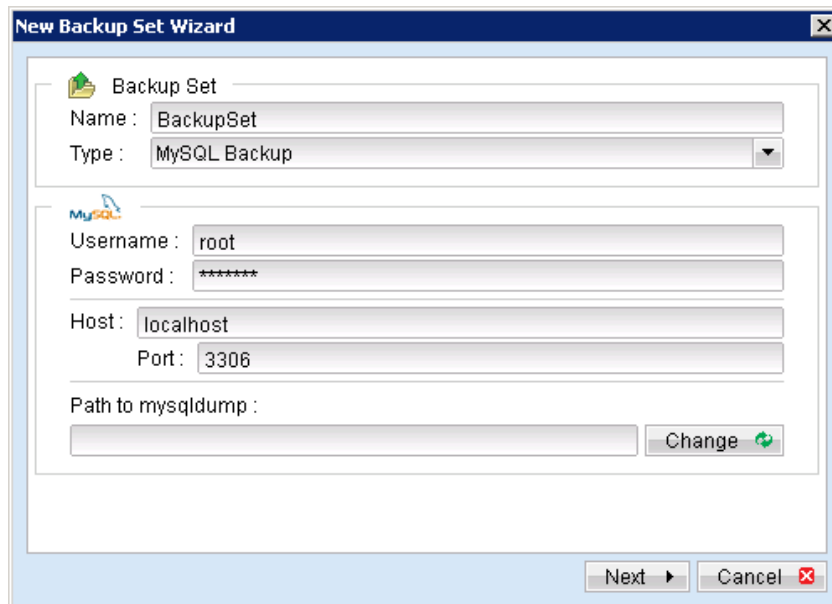 New Backup Set Wizard
Backup Set
Name : BackupSet
Type : MySQL Backup
MySQL
Username : root
Password : *******
Host : localhost
Port : 3306
Path to mysqldump :
Change
Next Cancel